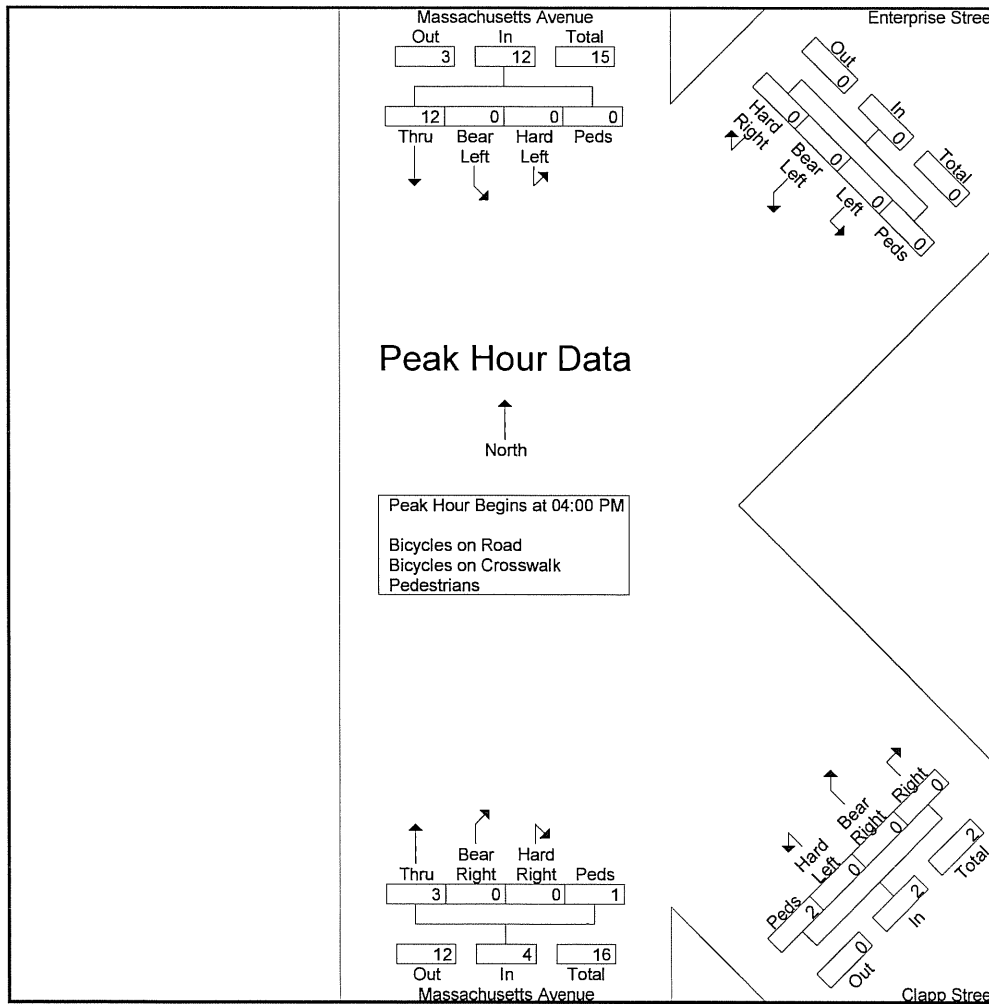 Massachusetts Avenue
Out In Total
3 12 15
12 0 0 0
Thru Bear Left Hard Left Peds
Enterprise Stree
Out 0
In 0
Total 0
Hard Right 0
Bear Left 0
Left 0
Peds 0
Peak Hour Data
North
Peak Hour Begins at 04:00 PM
Bicycles on Road
Bicycles on Crosswalk
Pedestrians
Thru Bear Right Hard Right Peds
3 0 0 1
12 4 16
Out In Total
Massachusetts Avenue
Right 0
Bear Right 0
Hard Left 0
Peds 2
Total 2
In 2
Out 0
Clapp Stree